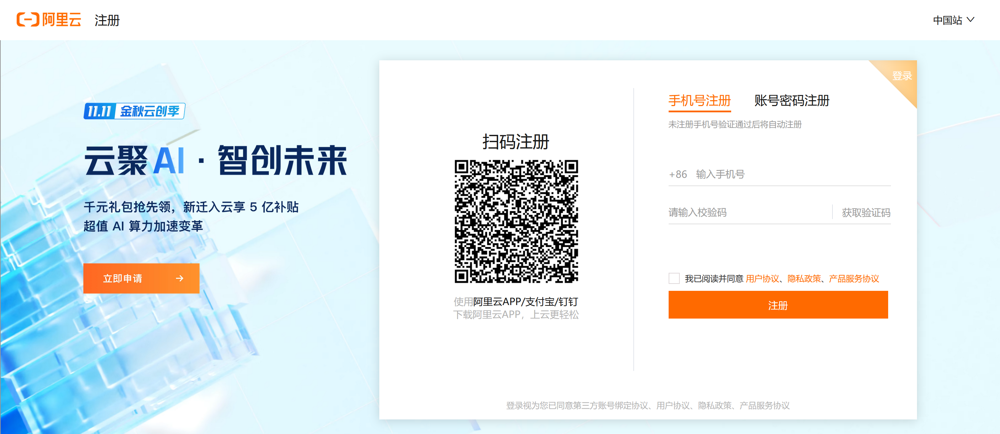 阿里云 注册
中国站
11.11 金秋云创季
云聚AI · 智创未来
千元礼包抢先领，新迁入云享 5 亿补贴
超值 AI 算力加速变革
立即申请
扫码注册
使用阿里云APP/支付宝/钉钉
下载阿里云APP，上云更轻松
登录
手机号注册 账号密码注册
未注册手机号验证通过后将自动注册
+86 输入手机号
请输入校验码 获取验证码
我已阅读并同意 用户协议、隐私政策、产品服务协议
注册
登录视为您已同意第三方账号绑定协议、用户协议、隐私政策、产品服务协议